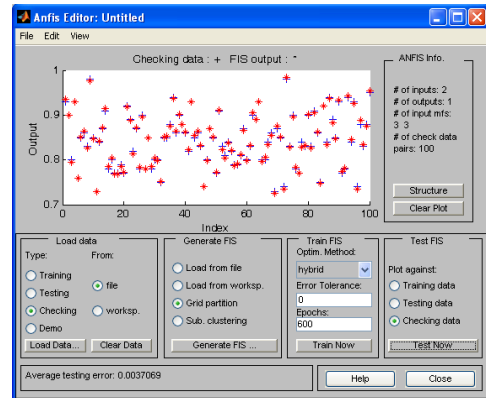 Anfis Editor: Untitled
File Edit View
Checking data : + FIS output : *
1
0.9
0.8
0.7
Output
0 20 40 60 80 100
Index
ANFIS Info.
# of inputs: 2
# of outputs: 1
# of input mfs:
3 3
# of check data
pairs: 100
Structure
Clear Plot
Load data
Type: From:
Training
Testing
Checking
Demo
file
worksp.
Load Data... Clear Data
Generate FIS
Load from file
Load from worksp.
Grid partition
Sub. clustering
Generate FIS ...
Train FIS
Optim. Method:
hybrid
Error Tolerance:
0
Epochs:
600
Train Now
Test FIS
Plot against:
Training data
Testing data
Checking data
Test Now
Average testing error: 0.0037069
Help Close